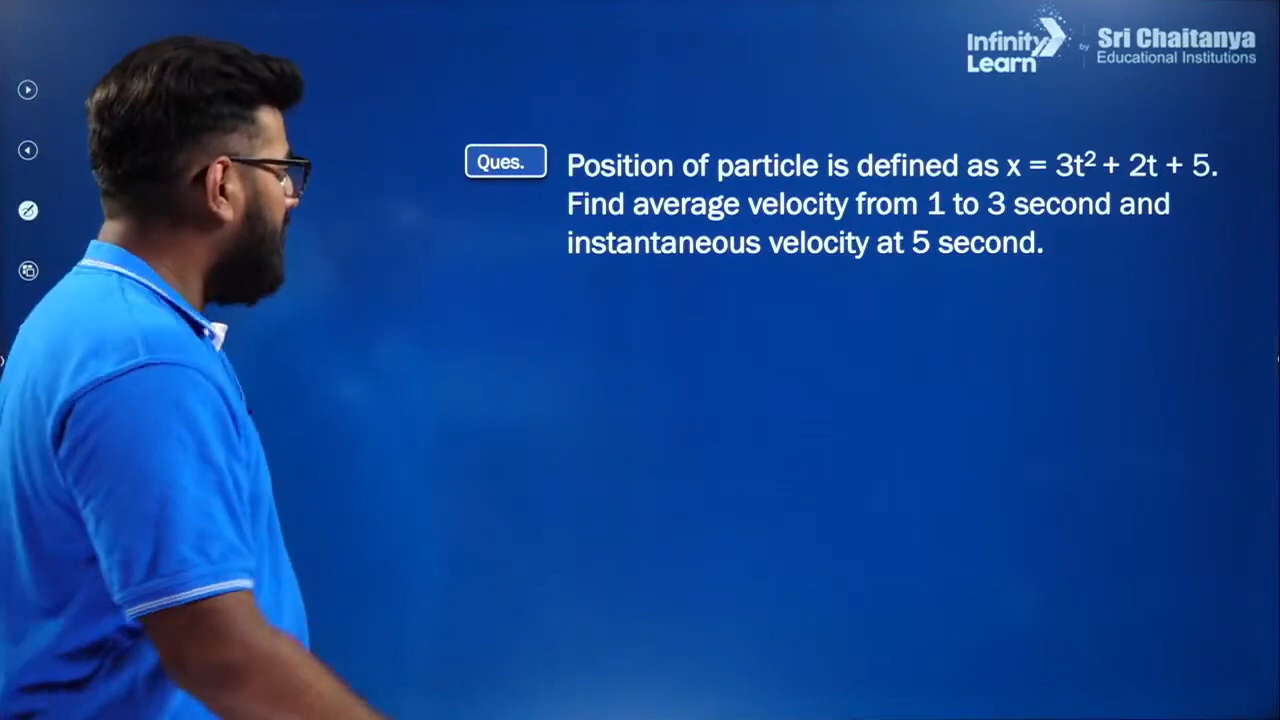 Infinity Learn
by
Sri Chaitanya
Educational Institutions
Ques.
Position of particle is defined as x = 3t² + 2t + 5.
Find average velocity from 1 to 3 second and
instantaneous velocity at 5 second.